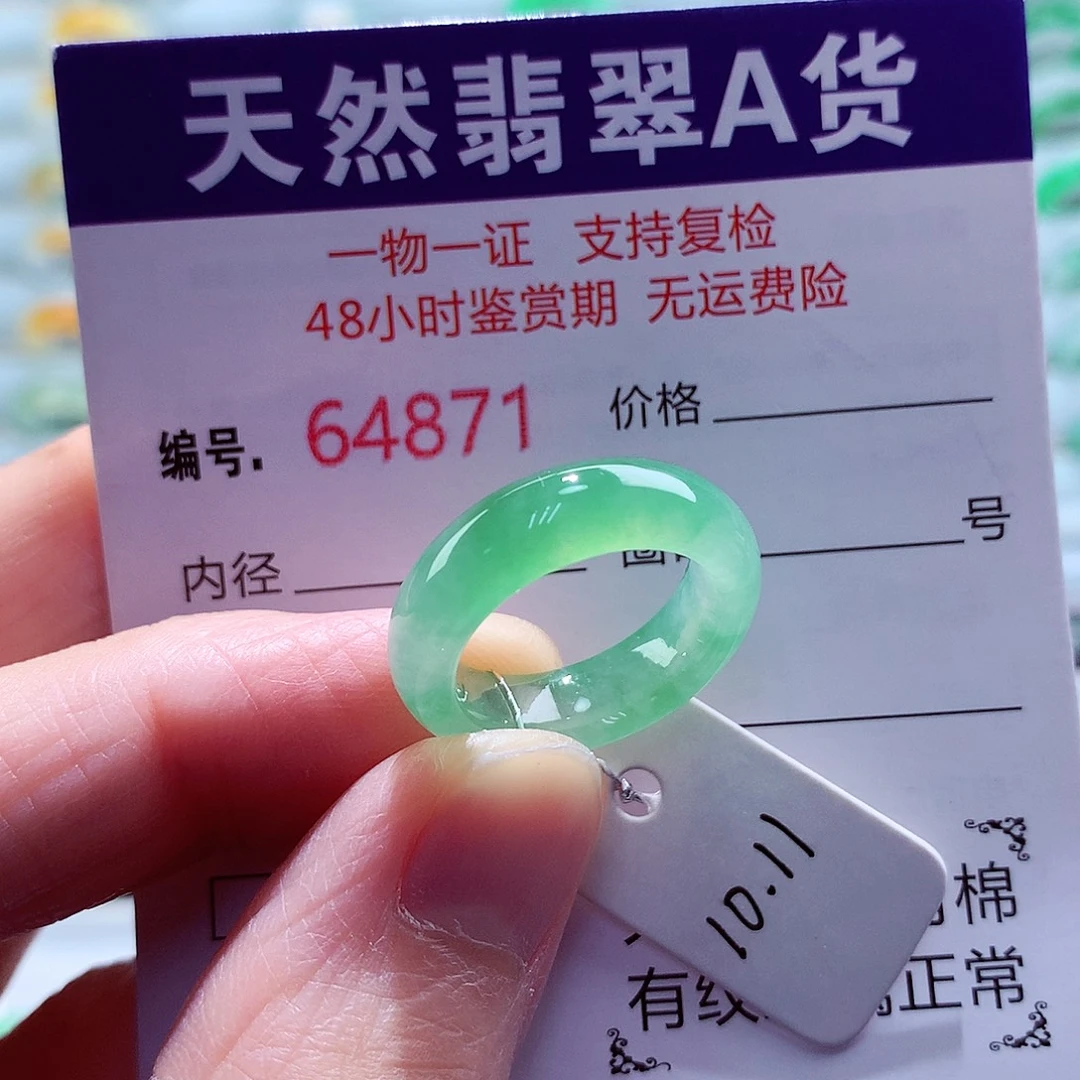 天然翡翠A货
一物一证 支持复检
48小时鉴赏期 无运费险
编号. 64871 价格
内径 号
10.11
棉
有纹 正常